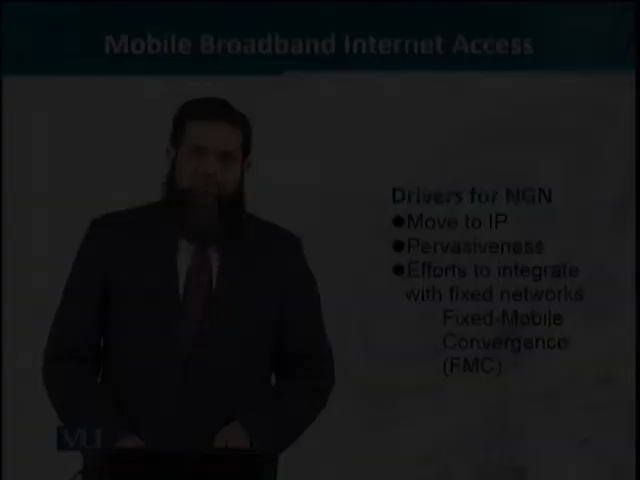 Mobile Broadband Internet Access
Drivers for NGN
●Move to IP
●Pervasiveness
●Efforts to integrate
with fixed networks
Fixed-Mobile
Convergence
(FMC)
VU